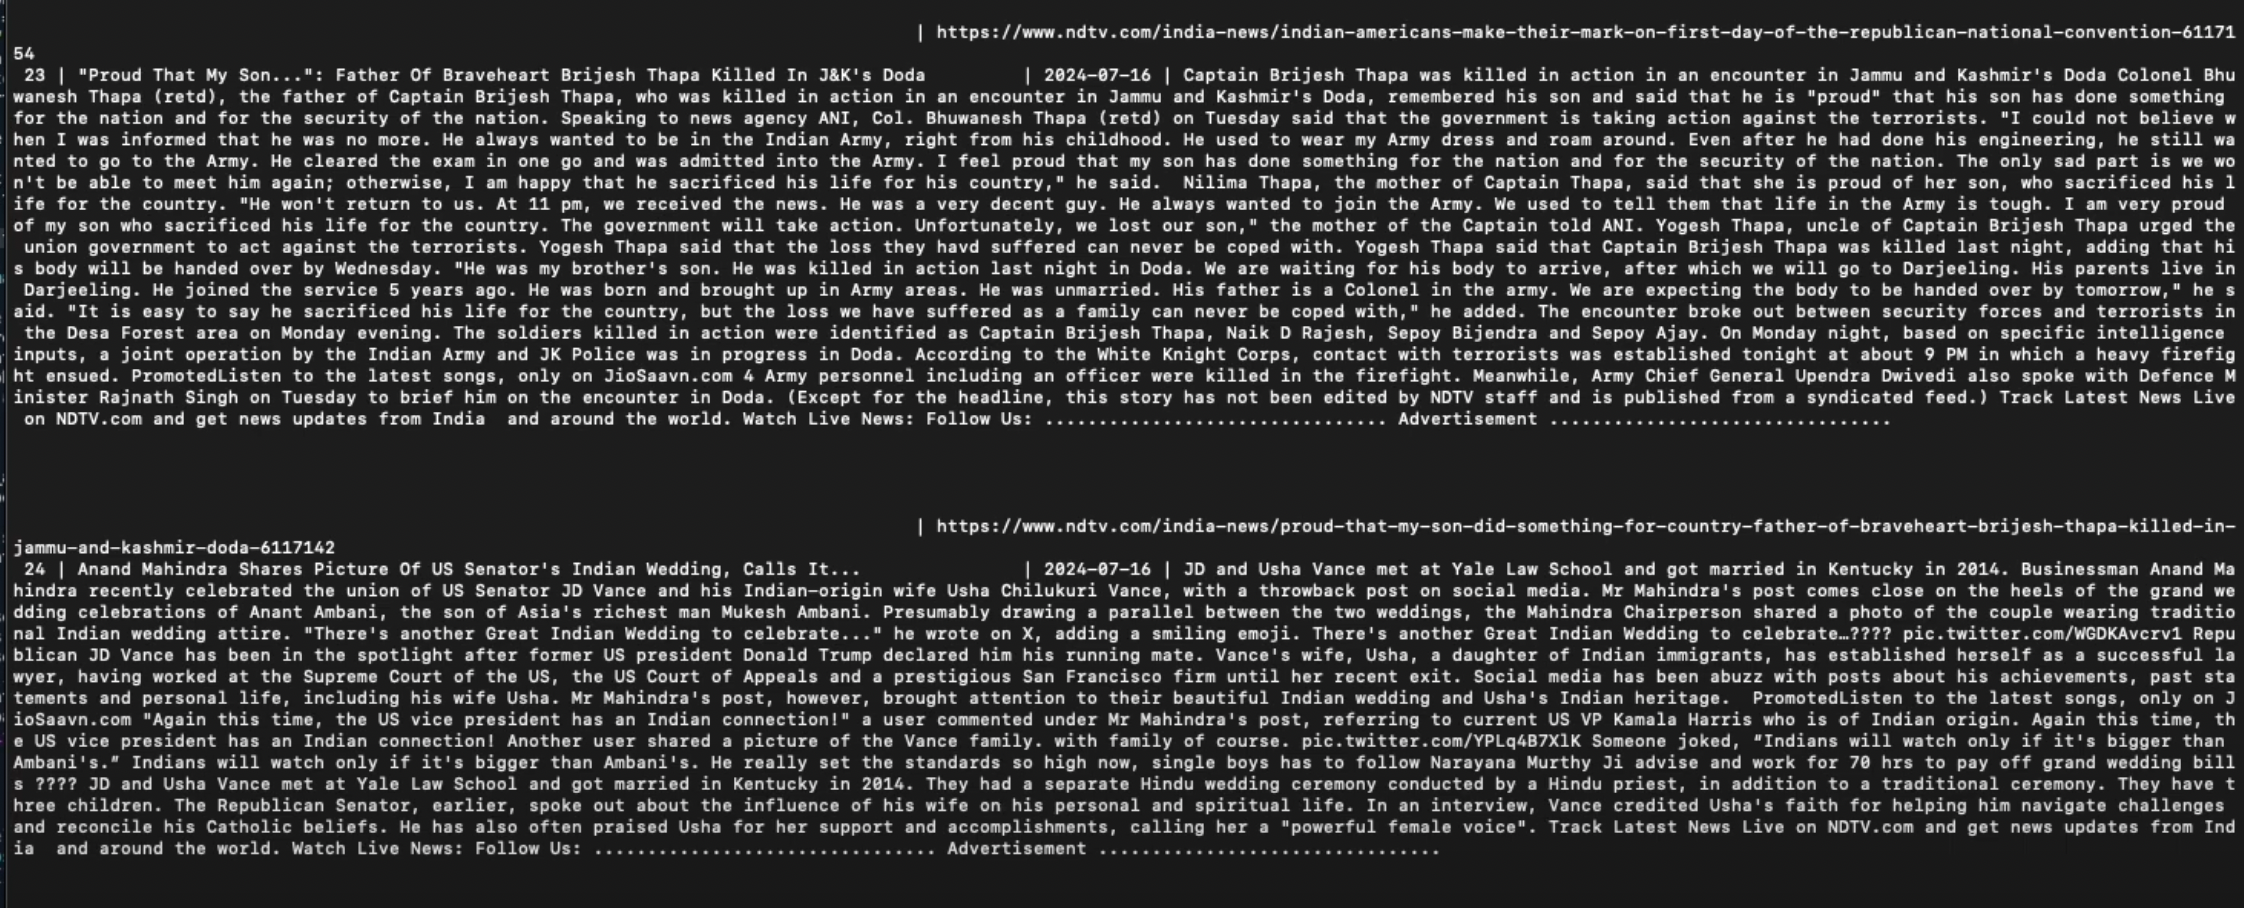 | https://www.ndtv.com/india-news/indian-americans-make-their-mark-on-first-day-of-the-republican-national-convention-61171
54
23 | "Proud That My Son...": Father Of Braveheart Brijesh Thapa Killed In J&K's Doda | 2024-07-16 | Captain Brijesh Thapa was killed in action in an encounter in Jammu and Kashmir's Doda Colonel Bhu
wanesh Thapa (retd), the father of Captain Brijesh Thapa, who was killed in action in an encounter in Jammu and Kashmir's Doda, remembered his son and said that he is "proud" that his son has done something
for the nation and for the security of the nation. Speaking to news agency ANI, Col. Bhuwanesh Thapa (retd) on Tuesday said that the government is taking action against the terrorists. "I could not believe w
hen I was informed that he was no more. He always wanted to be in the Indian Army, right from his childhood. He used to wear my Army dress and roam around. Even after he had done his engineering, he still wa
nted to go to the Army. He cleared the exam in one go and was admitted into the Army. I feel proud that my son has done something for the nation and for the security of the nation. The only sad part is we wo
n't be able to meet him again; otherwise, I am happy that he sacrificed his life for his country," he said.  Nilima Thapa, the mother of Captain Thapa, said that she is proud of her son, who sacrificed his l
ife for the country. "He won't return to us. At 11 pm, we received the news. He was a very decent guy. He always wanted to join the Army. We used to tell them that life in the Army is tough. I am very proud
of my son who sacrificed his life for the country. The government will take action. Unfortunately, we lost our son," the mother of the Captain told ANI. Yogesh Thapa, uncle of Captain Brijesh Thapa urged the
union government to act against the terrorists. Yogesh Thapa said that the loss they havd suffered can never be coped with. Yogesh Thapa said that Captain Brijesh Thapa was killed last night, adding that hi
s body will be handed over by Wednesday. "He was my brother's son. He was killed in action last night in Doda. We are waiting for his body to arrive, after which we will go to Darjeeling. His parents live in
Darjeeling. He joined the service 5 years ago. He was born and brought up in Army areas. He was unmarried. His father is a Colonel in the army. We are expecting the body to be handed over by tomorrow," he s
aid. "It is easy to say he sacrificed his life for the country, but the loss we have suffered as a family can never be coped with," he added. The encounter broke out between security forces and terrorists in
the Desa Forest area on Monday evening. The soldiers killed in action were identified as Captain Brijesh Thapa, Naik D Rajesh, Sepoy Bijendra and Sepoy Ajay. On Monday night, based on specific intelligence
inputs, a joint operation by the Indian Army and JK Police was in progress in Doda. According to the White Knight Corps, contact with terrorists was established tonight at about 9 PM in which a heavy firefig
ht ensued. PromotedListen to the latest songs, only on JioSaavn.com 4 Army personnel including an officer were killed in the firefight. Meanwhile, Army Chief General Upendra Dwivedi also spoke with Defence M
inister Rajnath Singh on Tuesday to brief him on the encounter in Doda. (Except for the headline, this story has not been edited by NDTV staff and is published from a syndicated feed.) Track Latest News Live
on NDTV.com and get news updates from India  and around the world. Watch Live News: Follow Us: ................................ Advertisement ................................
| https://www.ndtv.com/india-news/proud-that-my-son-did-something-for-country-father-of-braveheart-brijesh-thapa-killed-in-
jammu-and-kashmir-doda-6117142
24 | Anand Mahindra Shares Picture Of US Senator's Indian Wedding, Calls It... | 2024-07-16 | JD and Usha Vance met at Yale Law School and got married in Kentucky in 2014. Businessman Anand Ma
hindra recently celebrated the union of US Senator JD Vance and his Indian-origin wife Usha Chilukuri Vance, with a throwback post on social media. Mr Mahindra's post comes close on the heels of the grand we
dding celebrations of Anant Ambani, the son of Asia's richest man Mukesh Ambani. Presumably drawing a parallel between the two weddings, the Mahindra Chairperson shared a photo of the couple wearing traditio
nal Indian wedding attire. "There's another Great Indian Wedding to celebrate..." he wrote on X, adding a smiling emoji. There's another Great Indian Wedding to celebrate…???? pic.twitter.com/WGDKAvcrv1 Repu
blican JD Vance has been in the spotlight after former US president Donald Trump declared him his running mate. Vance's wife, Usha, a daughter of Indian immigrants, has established herself as a successful la
wyer, having worked at the Supreme Court of the US, the US Court of Appeals and a prestigious San Francisco firm until her recent exit. Social media has been abuzz with posts about his achievements, past sta
tements and personal life, including his wife Usha. Mr Mahindra's post, however, brought attention to their beautiful Indian wedding and Usha's Indian heritage.  PromotedListen to the latest songs, only on J
ioSaavn.com "Again this time, the US vice president has an Indian connection!" a user commented under Mr Mahindra's post, referring to current US VP Kamala Harris who is of Indian origin. Again this time, th
e US vice president has an Indian connection! Another user shared a picture of the Vance family. with family of course. pic.twitter.com/YPLq4B7XlK Someone joked, “Indians will watch only if it's bigger than
Ambani's.” Indians will watch only if it's bigger than Ambani's. He really set the standards so high now, single boys has to follow Narayana Murthy Ji advise and work for 70 hrs to pay off grand wedding bill
s ???? JD and Usha Vance met at Yale Law School and got married in Kentucky in 2014. They had a separate Hindu wedding ceremony conducted by a Hindu priest, in addition to a traditional ceremony. They have t
hree children. The Republican Senator, earlier, spoke out about the influence of his wife on his personal and spiritual life. In an interview, Vance credited Usha's faith for helping him navigate challenges
and reconcile his Catholic beliefs. He has also often praised Usha for her support and accomplishments, calling her a "powerful female voice". Track Latest News Live on NDTV.com and get news updates from Ind
ia  and around the world. Watch Live News: Follow Us: ................................ Advertisement ................................